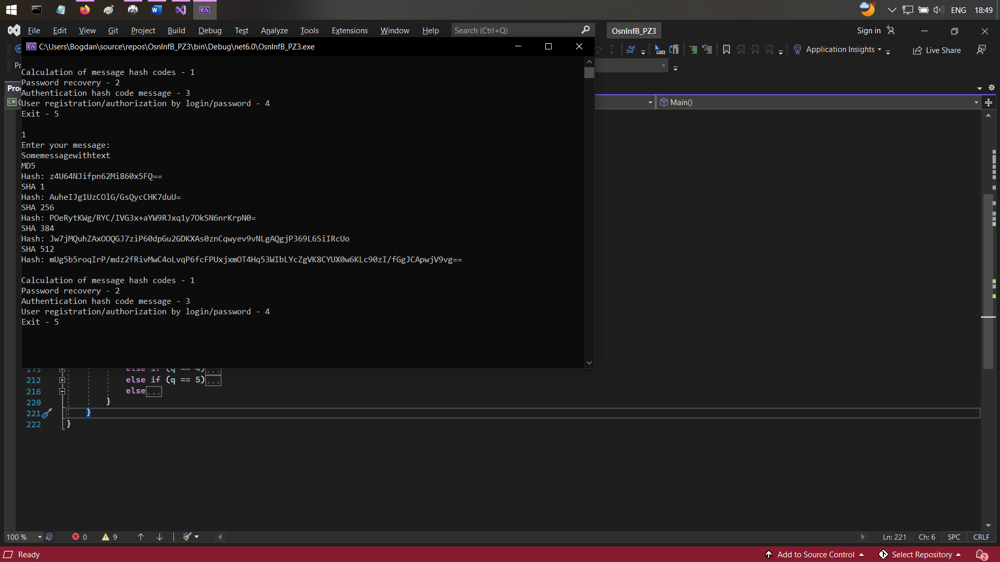 ENG 18:49
File Edit View Git Project Build Debug Test Analyze Tools Extensions Window Help Search (Ctrl+Q) OsnInfB_PZ3 Sign in
C:\Users\Bogdan\source\repos\OsnInfB_PZ3\bin\Debug\net6.0\OsnInfB_PZ3.exe
Application Insights Live Share
Main()
Calculation of message hash codes - 1
Password recovery - 2
Authentication hash code message - 3
User registration/authorization by login/password - 4
Exit - 5
1
Enter your message:
Somemessagewithtext
MD5
Hash: z4U64NJifpn62Mi860x5FQ==
SHA 1
Hash: AuheIJg1UzCOlG/GsQycCHK7duU=
SHA 256
Hash: POeRytKWg/RYC/IVG3x+aYW9RJxq1y7OkSN6nrKrpN0=
SHA 384
Hash: Jw7jMQuhZAxOOQGJ7ziP60dpGu2GDKXAs0znCqwyev9vNLgAQgjP369L6SiIRcUo
SHA 512
Hash: mUg5b5roqIrP/mdz2fRivMwC4oLvqP6fcFPUxjxmOT4Hq53WIbLYcZgVK8CYUX0w6KLc90zI/fGgJCApwjV9vg==
Calculation of message hash codes - 1
Password recovery - 2
Authentication hash code message - 3
User registration/authorization by login/password - 4
Exit - 5
173 else if (q == 4)...
212 else if (q == 5)...
216 else...
220 }
221 }
222 }
100 % 0 9 Ln: 221 Ch: 6 SPC CRLF
Ready Add to Source Control Select Repository 2